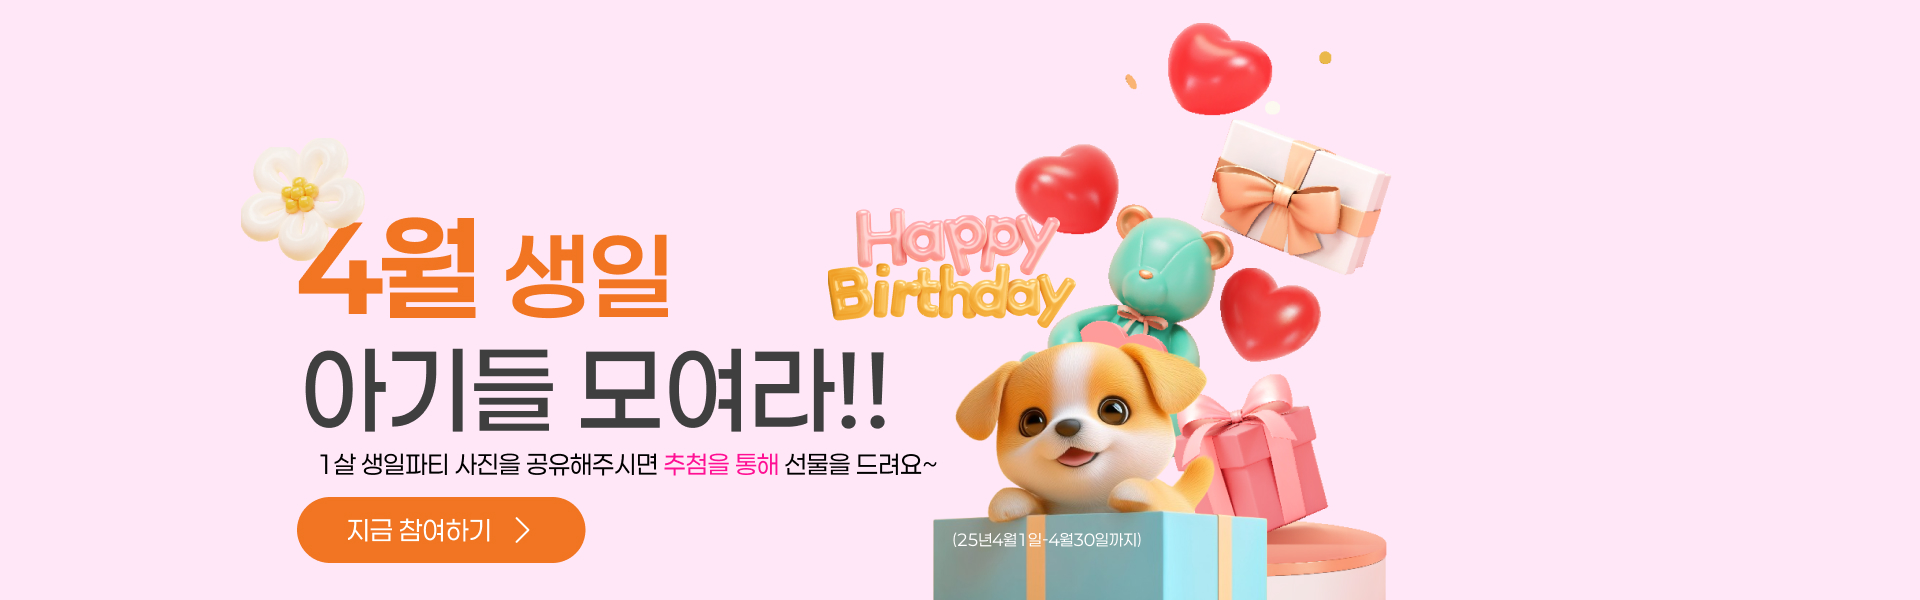 4월 생일
아기들 모여라!!
1살 생일파티 사진을 공유해주시면 추첨을 통해 선물을 드려요~
지금 참여하기
Happy
Birthday
(25년4월1일-4월30일까지)